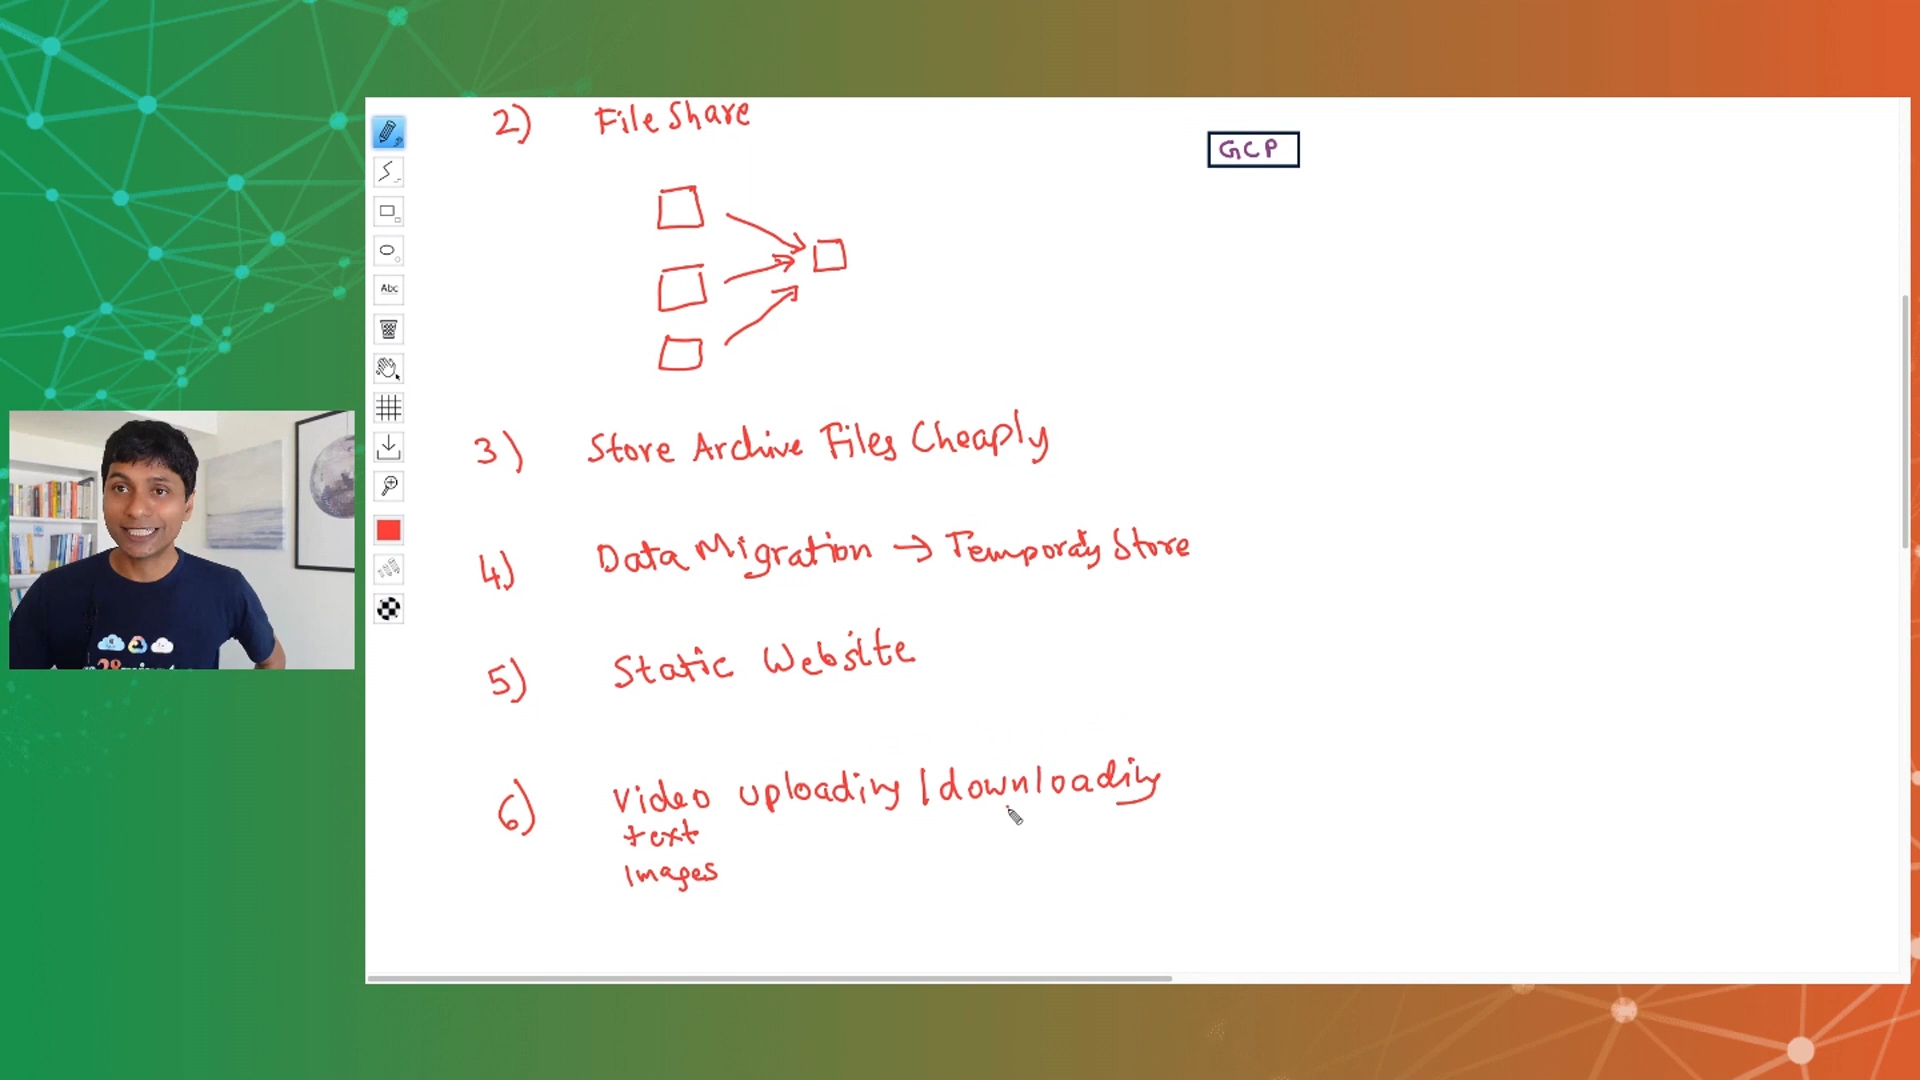 2) File Share
GCP
Abc
3) Store Archive Files Cheaply
4) Data Migration → Temporary Store
5) Static Website
6) Video uploading / downloading
text
Images